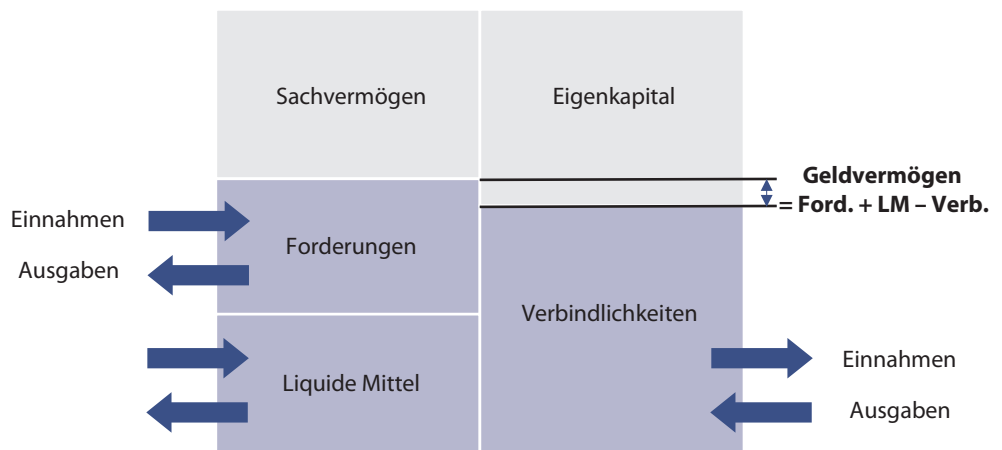 Sachvermögen
Eigenkapital
Geldvermögen
= Ford. + LM – Verb.
Einnahmen
Forderungen
Ausgaben
Verbindlichkeiten
Liquide Mittel
Einnahmen
Ausgaben